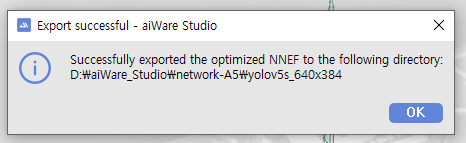 Export successful - aiWare Studio
Successfully exported the optimized NNEF to the following directory:
D:₩aiWare_Studio₩network-A5₩yolov5s_640x384
OK